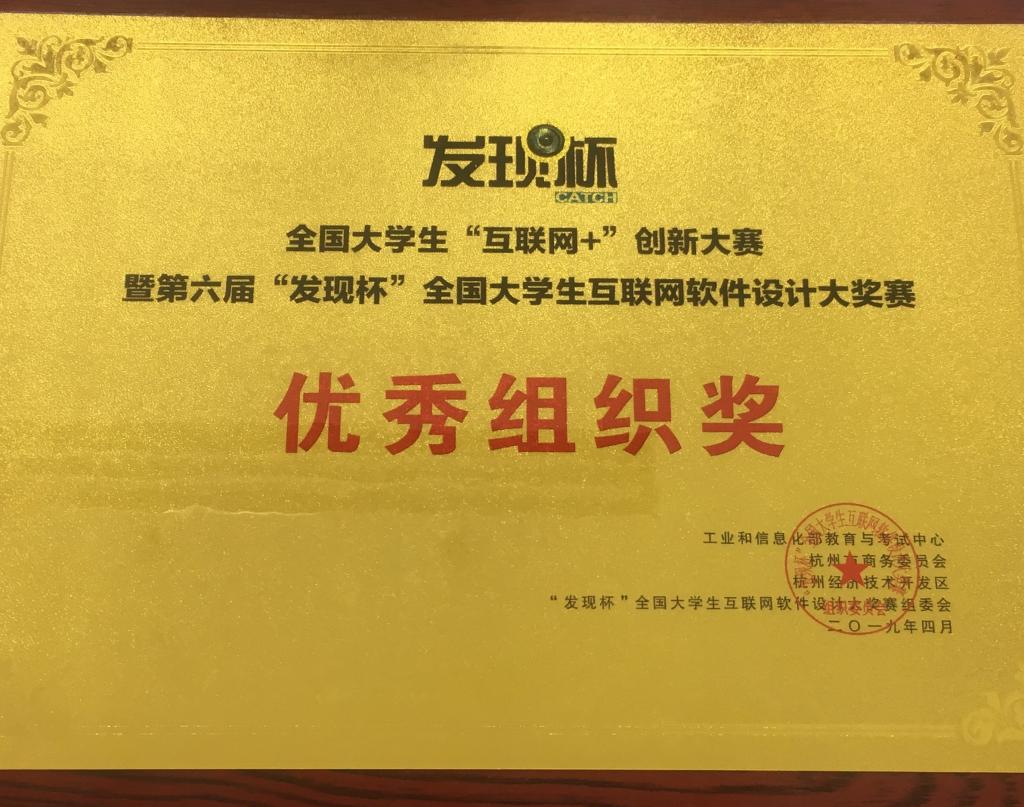 发现杯
CATCH
全国大学生“互联网+”创新大赛
暨第六届“发现杯”全国大学生互联网软件设计大奖赛
优秀组织奖
工业和信息化部教育与考试中心
杭州市商务委员会
杭州经济技术开发区
“发现杯”全国大学生互联网软件设计大奖赛组委会
二〇一九年四月
组织委员会